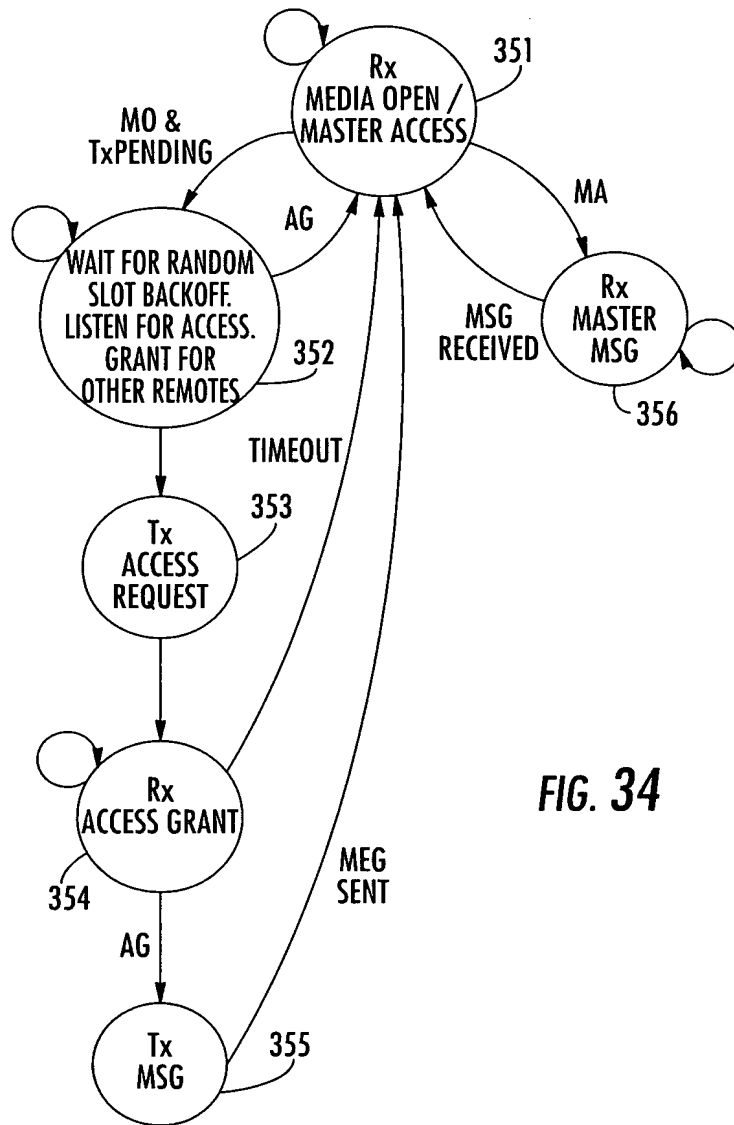 351
Rx
MEDIA OPEN /
MASTER ACCESS
MO &
TxPENDING
AG
MA
WAIT FOR RANDOM
SLOT BACKOFF.
LISTEN FOR ACCESS.
GRANT FOR
OTHER REMOTES
352
MSG
RECEIVED
Rx
MASTER
MSG
356
TIMEOUT
353
Tx
ACCESS
REQUEST
Rx
ACCESS GRANT
354
FIG. 34
MEG
SENT
AG
Tx
MSG
355